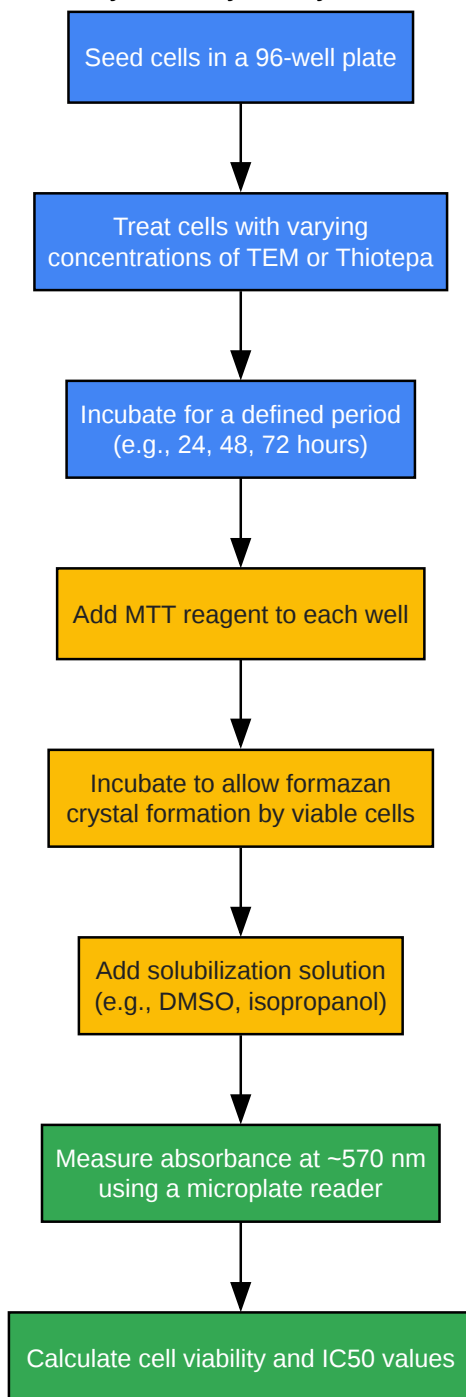 Seed cells in a 96-well plate
Treat cells with varying
concentrations of TEM or Thiotepa
Incubate for a defined period
(e.g., 24, 48, 72 hours)
Add MTT reagent to each well
Incubate to allow formazan
crystal formation by viable cells
Add solubilization solution
(e.g., DMSO, isopropanol)
Measure absorbance at ~570 nm
using a microplate reader
Calculate cell viability and IC50 values